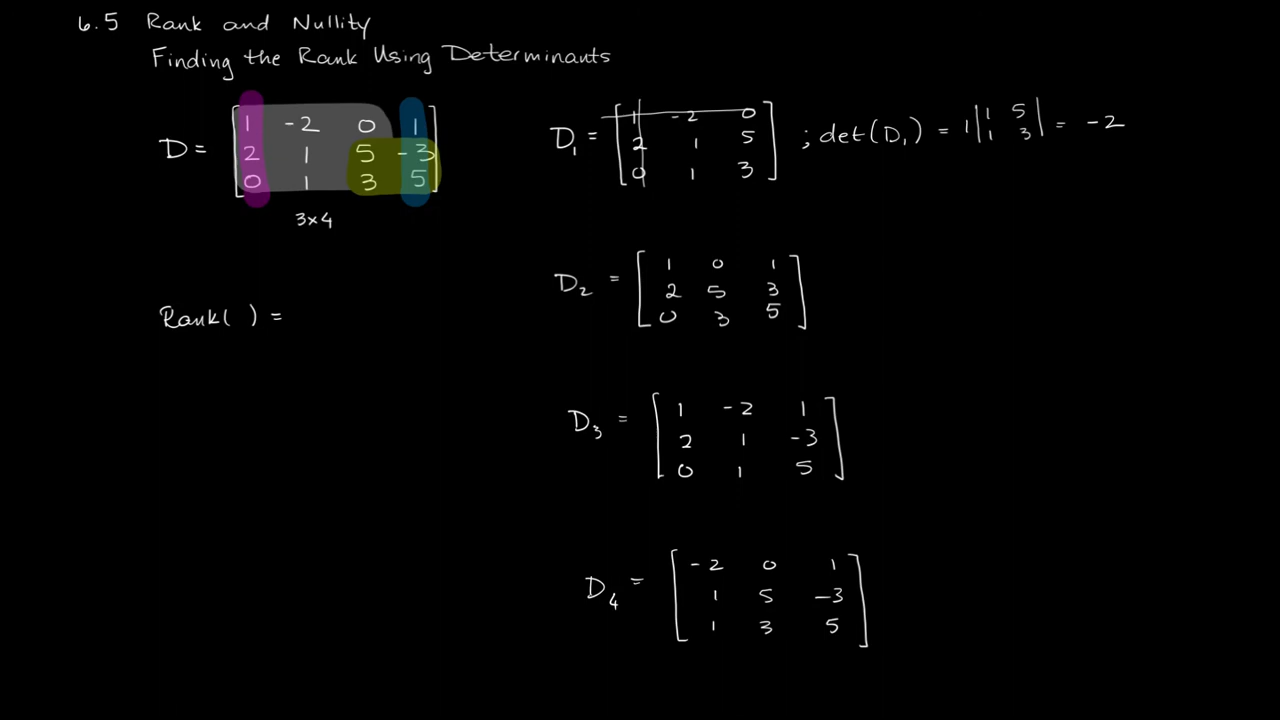 6.5 Rank and Nullity
Finding the Rank Using Determinants
D = [ 1 -2 0 1
2 1 5 -3
0 1 3 5 ]
3×4
Rank( ) =
D₁ = [ 1 -2 0
2 1 5
0 1 3 ] ; det(D₁) = 1 | 1 5
1 3 | = -2
D₂ = [ 1 0 1
2 5 3
0 3 5 ]
D₃ = [ 1 -2 1
2 1 -3
0 1 5 ]
D₄ = [ -2 0 1
1 5 -3
1 3 5 ]